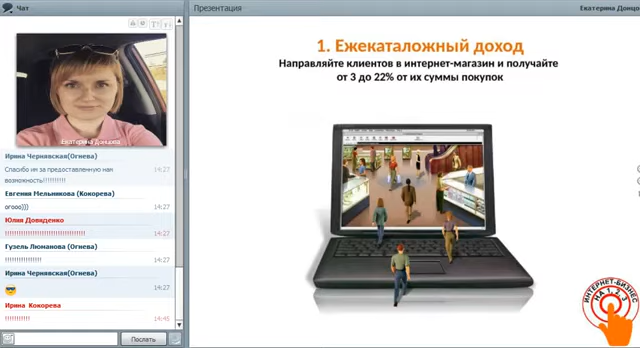 Чат
Екатерина Донцова
Ирина Чернявская(Огнева)
Спасибо им за предоставленную нам
возможность!!!!!!!!!!
14:27
Евгения Мельникова (Кокорева)
огооо)))
14:27
Юлия Довиденко
!!!!!!!!!!!!!!!!!!!!!!!!!!!!!!!!!!
14:27
Гузель Люманова (Огнева)
!!!!!!!!!!!!!!!!
14:27
Ирина Чернявская(Огнева)
14:27
Ирина Кокорева
!!!!!!!!!!!
14:45
Послать
Презентация
Екатерина Донцо
1. Ежекаталожный доход
Направляйте клиентов в интернет-магазин и получайте
от 3 до 22% от их суммы покупок
ИНТЕРНЕТ-БИЗНЕС
НА 1,2,3